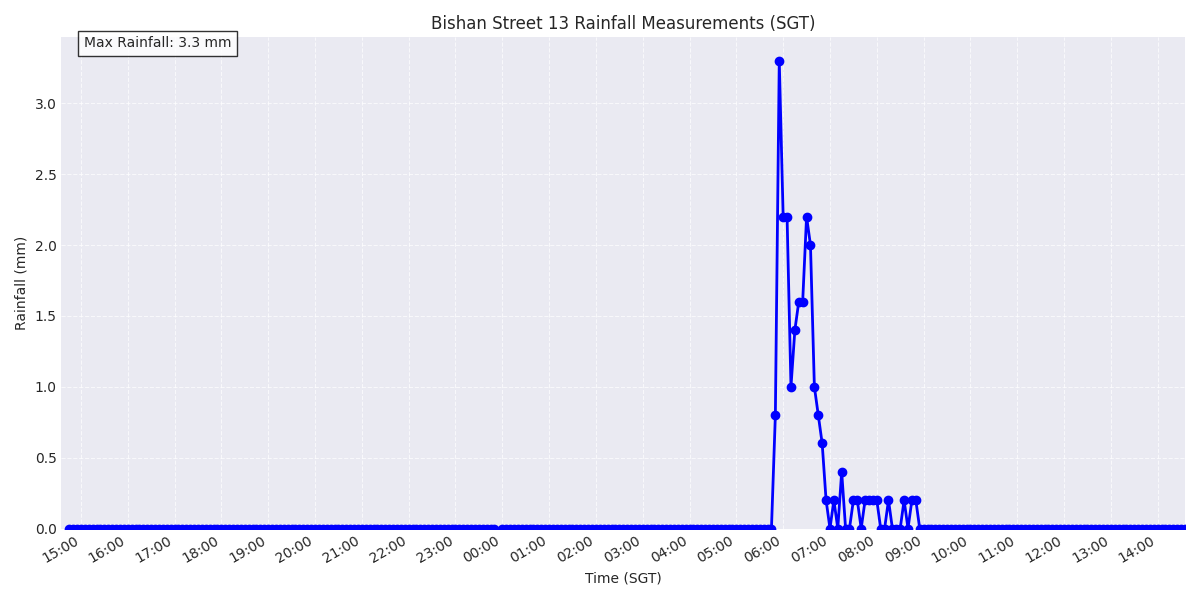 Bishan Street 13 Rainfall Measurements (SGT)
Max Rainfall: 3.3 mm
Rainfall (mm)
3.0
2.5
2.0
1.5
1.0
0.5
0.0
15:00 16:00 17:00 18:00 19:00 20:00 21:00 22:00 23:00 00:00 01:00 02:00 03:00 04:00 05:00 06:00 07:00 08:00 09:00 10:00 11:00 12:00 13:00 14:00
Time (SGT)